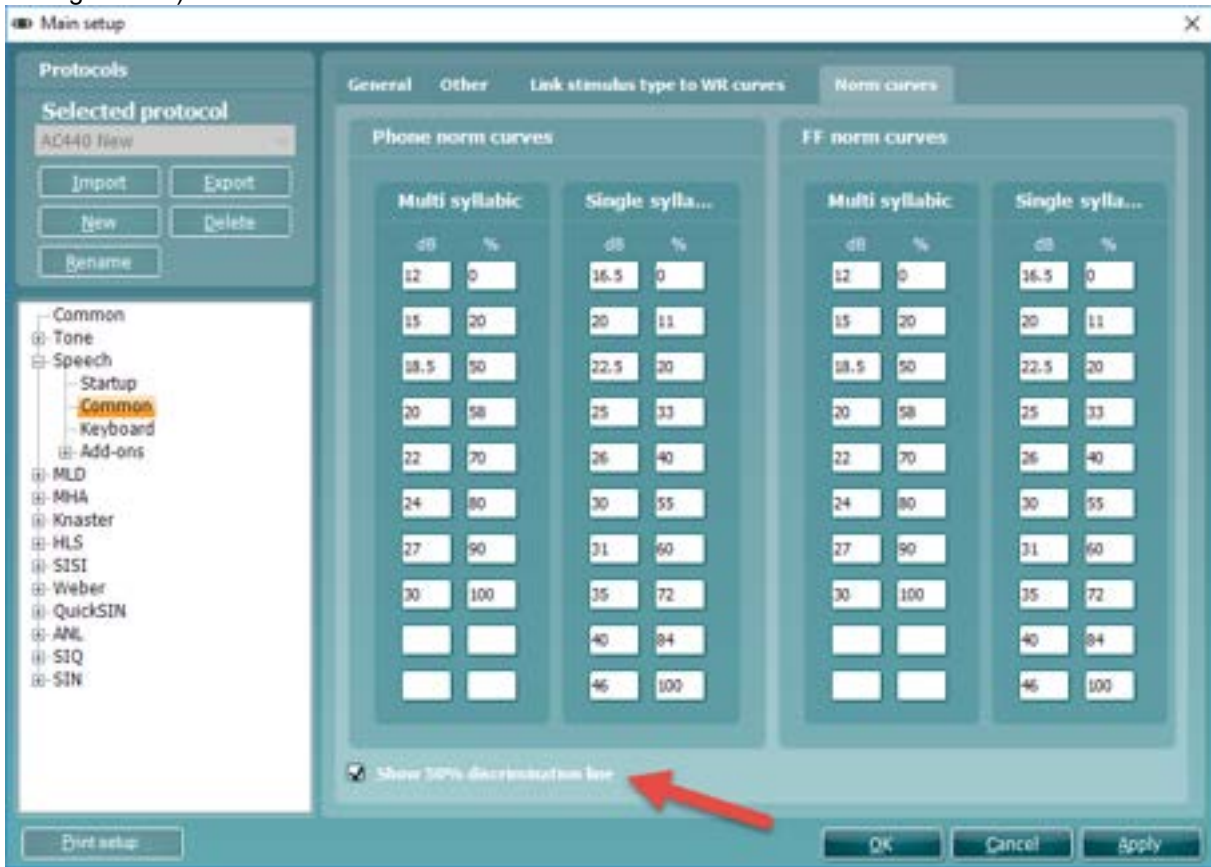 Main setup
Protocols
Selected protocol
AC440 New
Import Export
New Delete
Rename
Common
Tone
Speech
Startup
Common
Keyboard
Add-ons
MLD
MHA
Knaster
HLS
SISI
Weber
QuickSIN
ANL
SIQ
SIN
Print setup
General Other Link stimulus type to WR curves Norm curves
Phone norm curves FF norm curves
Multi syllabic Single sylla... Multi syllabic Single sylla...
dB % dB % dB % dB %
12 0 16.5 0 12 0 16.5 0
15 20 20 11 15 20 20 11
18.5 50 22.5 20 18.5 50 22.5 20
20 58 25 33 20 58 25 33
22 70 26 40 22 70 26 40
24 80 30 55 24 80 30 55
27 90 31 60 27 90 31 60
30 100 35 72 30 100 35 72
40 84 40 84
46 100 46 100
Show 50% discrimination line
OK Cancel Apply